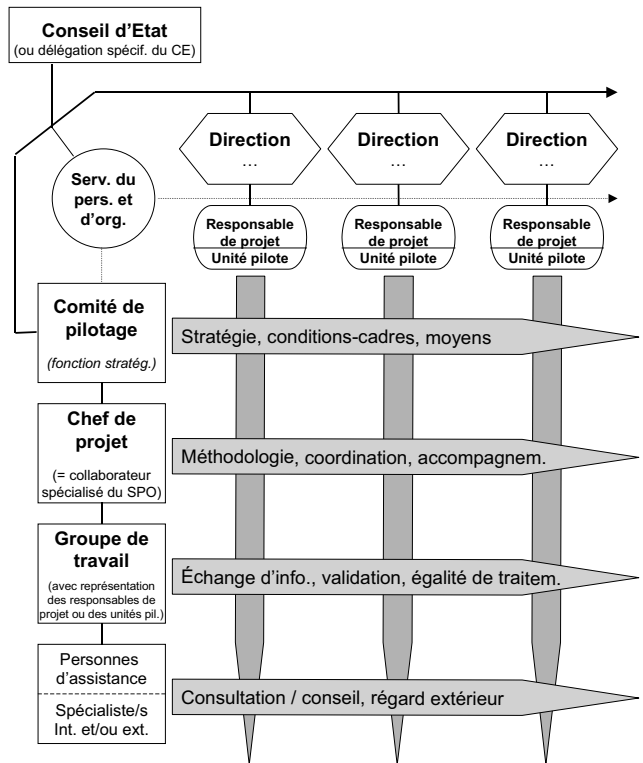 Conseil d'Etat
(ou délégation spécif. du CE)
Direction
…
Direction
…
Direction
…
Serv. du
pers. et
d'org.
Responsable
de projet
Unité pilote
Responsable
de projet
Unité pilote
Responsable
de projet
Unité pilote
Comité de
pilotage
(fonction stratég.)
Stratégie, conditions-cadres, moyens
Chef de
projet
(= collaborateur
spécialisé du SPO)
Méthodologie, coordination, accompagnem.
Groupe de
travail
(avec représentation
des responsables de
projet ou des unités pil.)
Échange d'info., validation, égalité de traitem.
Personnes
d'assistance
Spécialiste/s
Int. et/ou ext.
Consultation / conseil, régard extérieur